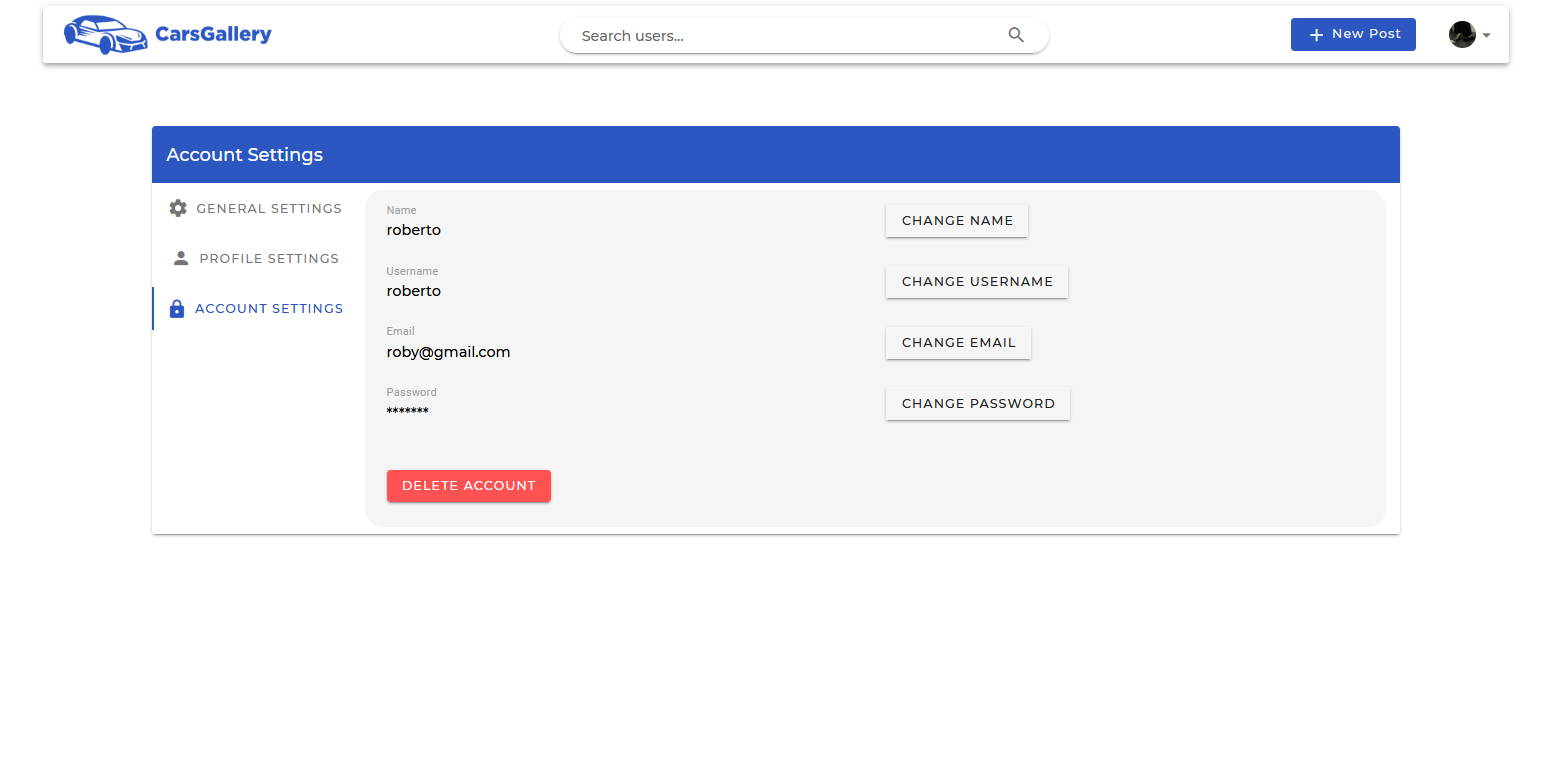 CarsGallery
Search users...
New Post
Account Settings
GENERAL SETTINGS
PROFILE SETTINGS
ACCOUNT SETTINGS
Name
roberto
CHANGE NAME
Username
roberto
CHANGE USERNAME
Email
roby@gmail.com
CHANGE EMAIL
Password
*******
CHANGE PASSWORD
DELETE ACCOUNT